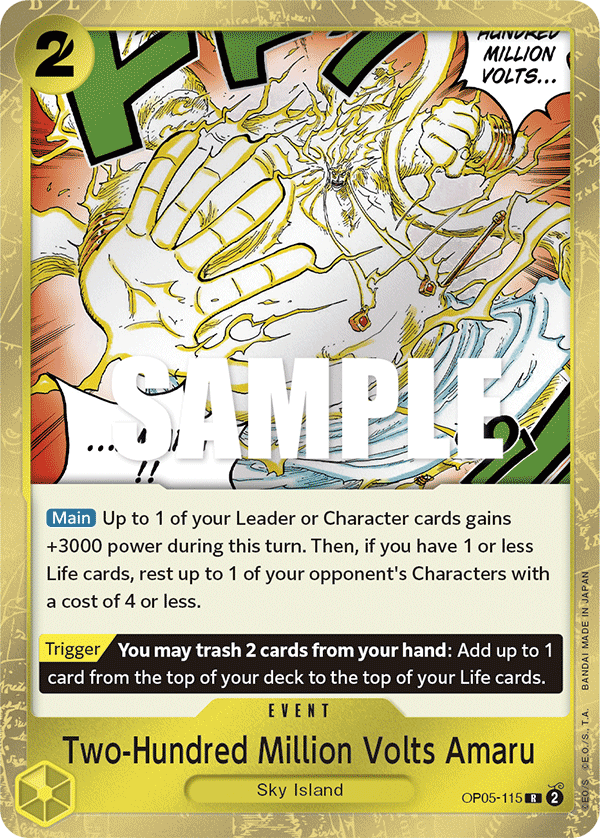 2
HUNDRED
MILLION
VOLTS...
SAMPLE
...
!!
Main Up to 1 of your Leader or Character cards gains
+3000 power during this turn. Then, if you have 1 or less
Life cards, rest up to 1 of your opponent's Characters with
a cost of 4 or less.
Trigger You may trash 2 cards from your hand: Add up to 1
card from the top of your deck to the top of your Life cards.
EVENT
Two-Hundred Million Volts Amaru
Sky Island
OP05-115 R 2
©E.O./S. ©E.O./S., T.A. BANDAI MADE IN JAPAN